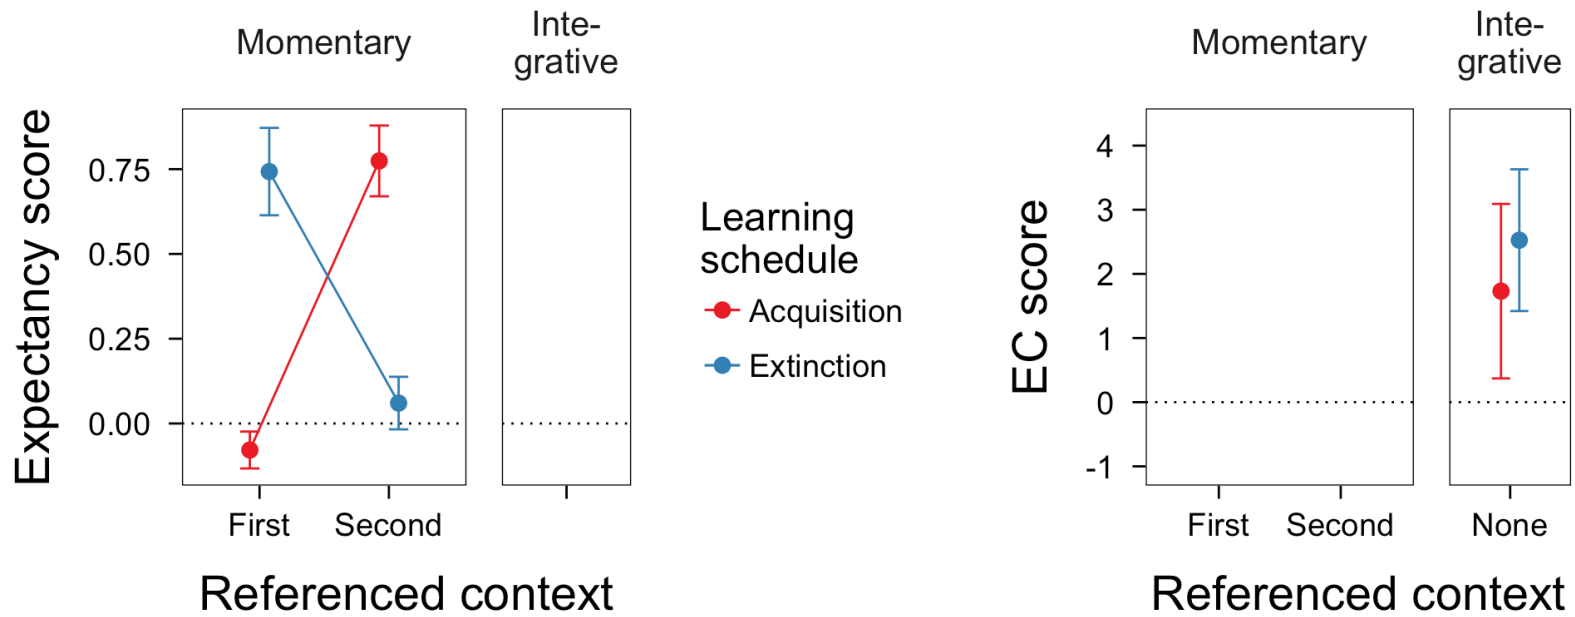 Momentary
Inte-
grative
Expectancy score
0.75
0.50
0.25
0.00
First
Second
Referenced context
Learning
schedule
Acquisition
Extinction
Momentary
Inte-
grative
EC score
4
3
2
1
0
-1
First
Second
None
Referenced context